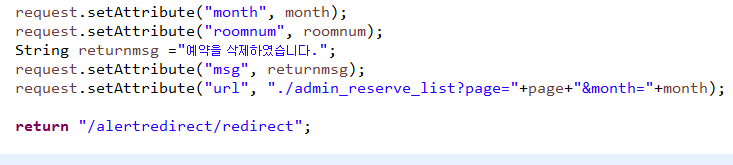 request.setAttribute("month", month);
request.setAttribute("roomnum", roomnum);
String returnmsg ="예약을 삭제하였습니다.";
request.setAttribute("msg", returnmsg);
request.setAttribute("url", "./admin_reserve_list?page="+page+"&month="+month);
return "/alertredirect/redirect";